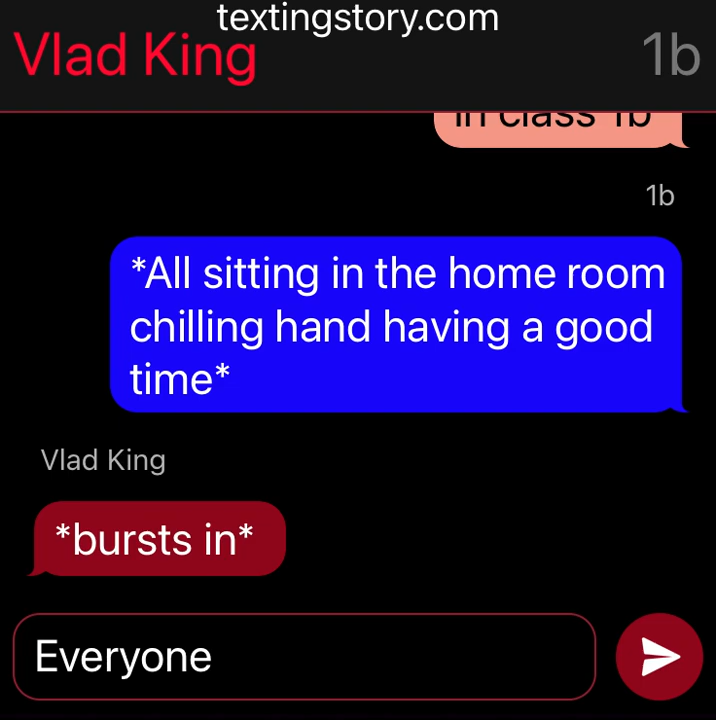 textingstory.com
Vlad King 1b
in class 1b
1b
*All sitting in the home room
chilling hand having a good
time*
Vlad King
*bursts in*
Everyone